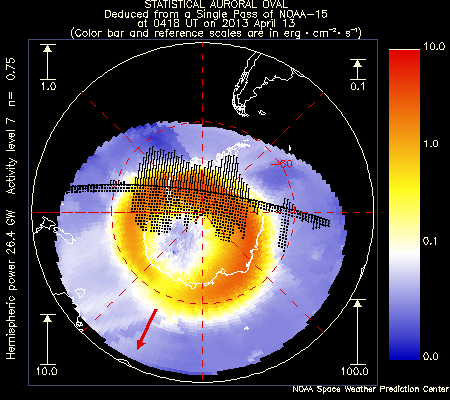 STATISTICAL AURORAL OVAL
Deduced from a Single Pass of NOAA-15
at 0418 UT on 2013 April 13
(Color bar and reference scales are in erg · cm⁻² · s⁻¹)
1.0
0.1
10.0
1.0
0.1
0.0
-60
Hemispheric power 26.4 GW Activity level 7 n= 0.75
10.0
100.0
NOAA Space Weather Prediction Center